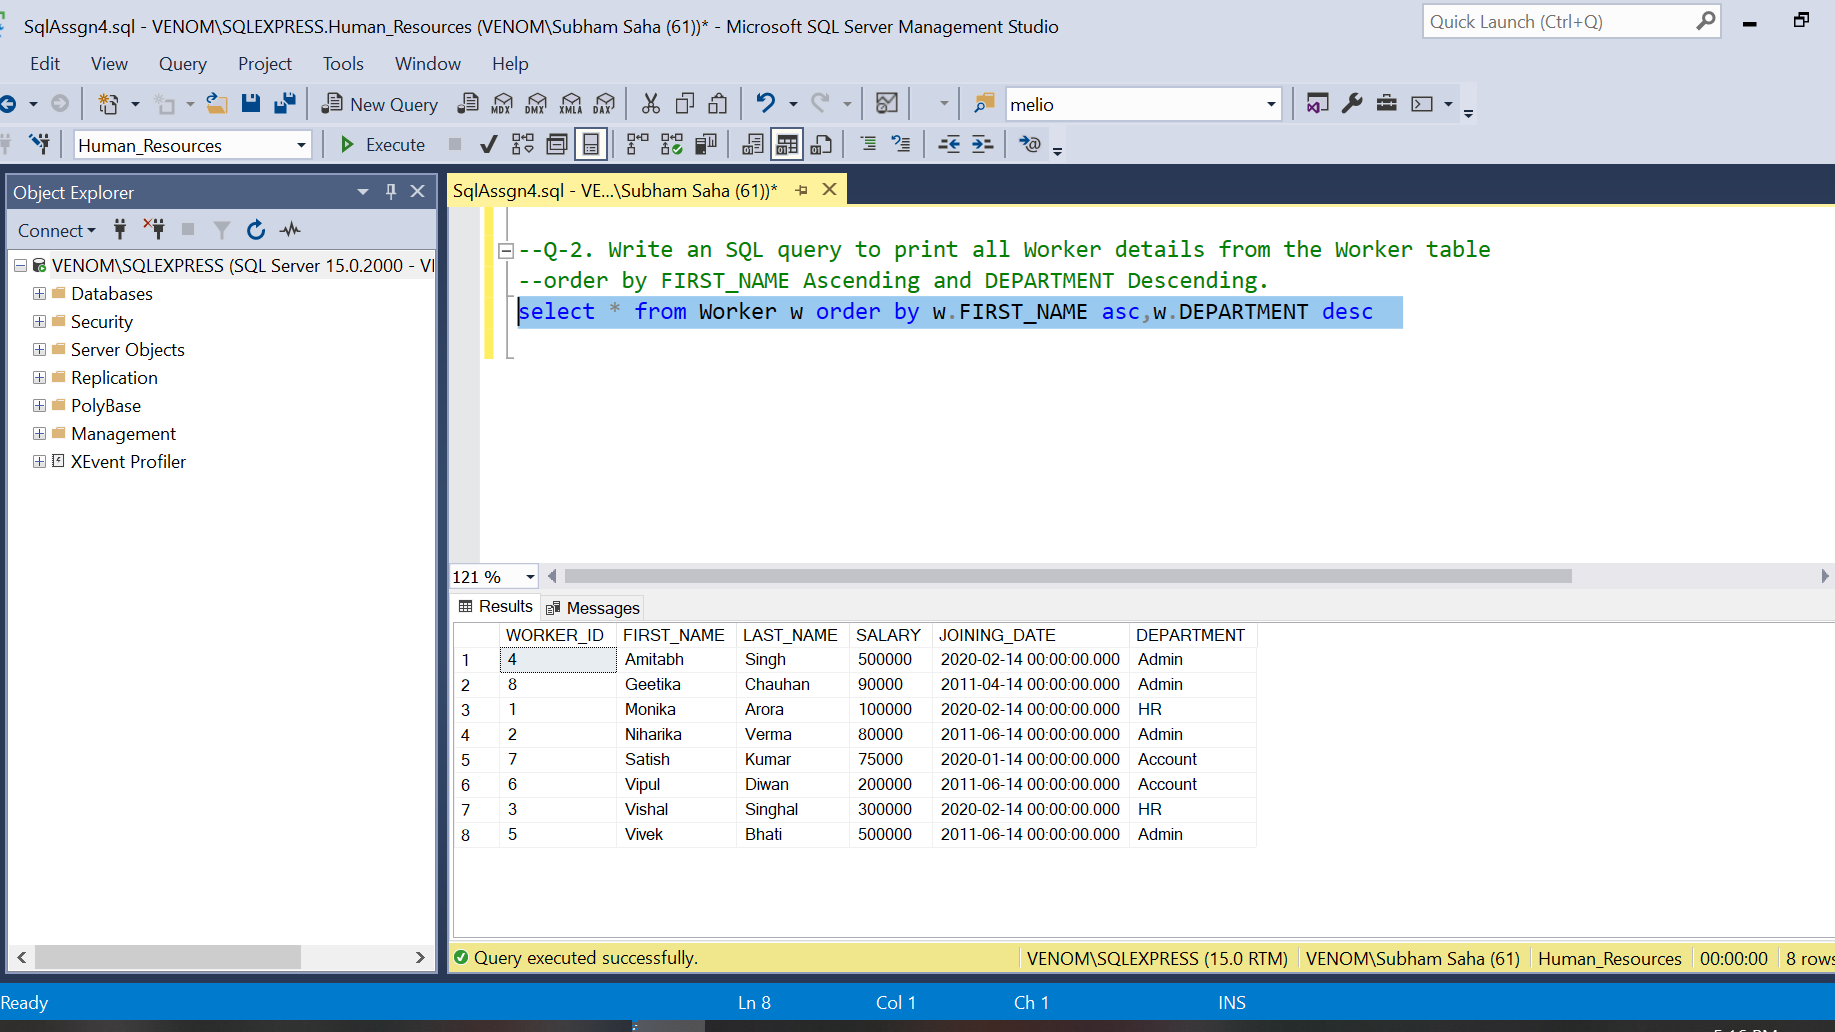 SqlAssgn4.sql - VENOM\SQLEXPRESS.Human_Resources (VENOM\Subham Saha (61))* - Microsoft SQL Server Management Studio
Quick Launch (Ctrl+Q)
Edit View Query Project Tools Window Help
New Query MDX DMX XMLA DAX melio
Human_Resources Execute
Object Explorer
SqlAssgn4.sql - VE...\Subham Saha (61))*
Connect
VENOM\SQLEXPRESS (SQL Server 15.0.2000 - VI
Databases
Security
Server Objects
Replication
PolyBase
Management
XEvent Profiler
--Q-2. Write an SQL query to print all Worker details from the Worker table
--order by FIRST_NAME Ascending and DEPARTMENT Descending.
select * from Worker w order by w.FIRST_NAME asc,w.DEPARTMENT desc
121 %
Results Messages
WORKER_ID FIRST_NAME LAST_NAME SALARY JOINING_DATE DEPARTMENT
1 4 Amitabh Singh 500000 2020-02-14 00:00:00.000 Admin
2 8 Geetika Chauhan 90000 2011-04-14 00:00:00.000 Admin
3 1 Monika Arora 100000 2020-02-14 00:00:00.000 HR
4 2 Niharika Verma 80000 2011-06-14 00:00:00.000 Admin
5 7 Satish Kumar 75000 2020-01-14 00:00:00.000 Account
6 6 Vipul Diwan 200000 2011-06-14 00:00:00.000 Account
7 3 Vishal Singhal 300000 2020-02-14 00:00:00.000 HR
8 5 Vivek Bhati 500000 2011-06-14 00:00:00.000 Admin
Query executed successfully. VENOM\SQLEXPRESS (15.0 RTM) VENOM\Subham Saha (61) Human_Resources 00:00:00 8 rows
Ready Ln 8 Col 1 Ch 1 INS